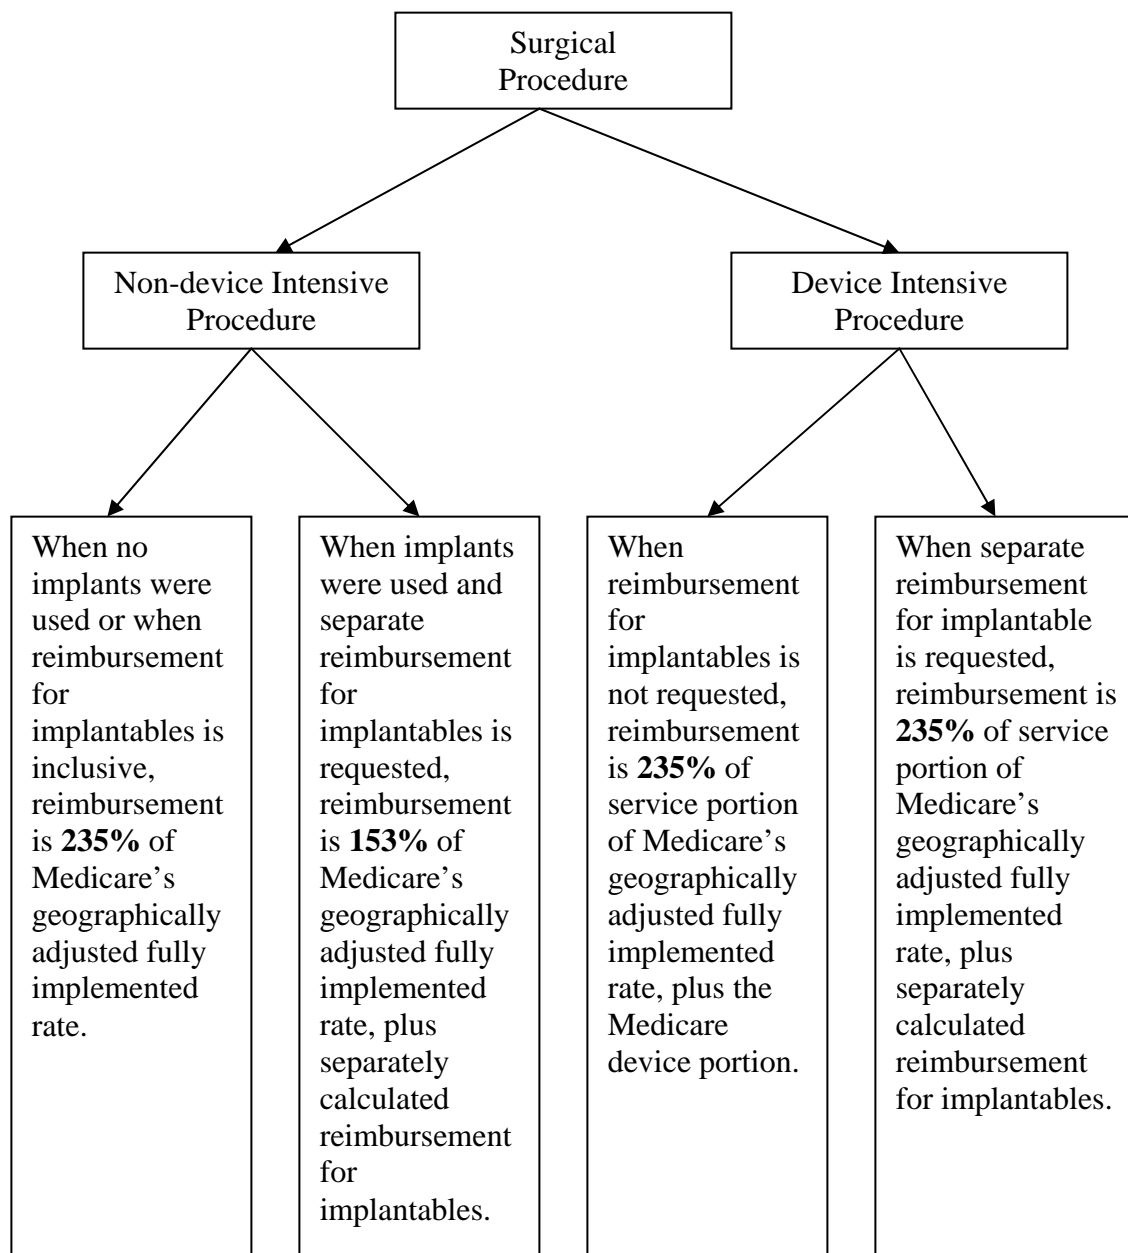 Surgical
Procedure
Non-device Intensive
Procedure
Device Intensive
Procedure
When no
implants were
used or when
reimbursement
for
implantables is
inclusive,
reimbursement
is 235% of
Medicare’s
geographically
adjusted fully
implemented
rate.
When implants
were used and
separate
reimbursement
for
implantables is
requested,
reimbursement
is 153% of
Medicare’s
geographically
adjusted fully
implemented
rate, plus
separately
calculated
reimbursement
for
implantables.
When
reimbursement
for
implantables is
not requested,
reimbursement
is 235% of
service portion
of Medicare’s
geographically
adjusted fully
implemented
rate, plus the
Medicare
device portion.
When separate
reimbursement
for implantable
is requested,
reimbursement is
235% of service
portion of
Medicare’s
geographically
adjusted fully
implemented
rate, plus
separately
calculated
reimbursement
for implantables.